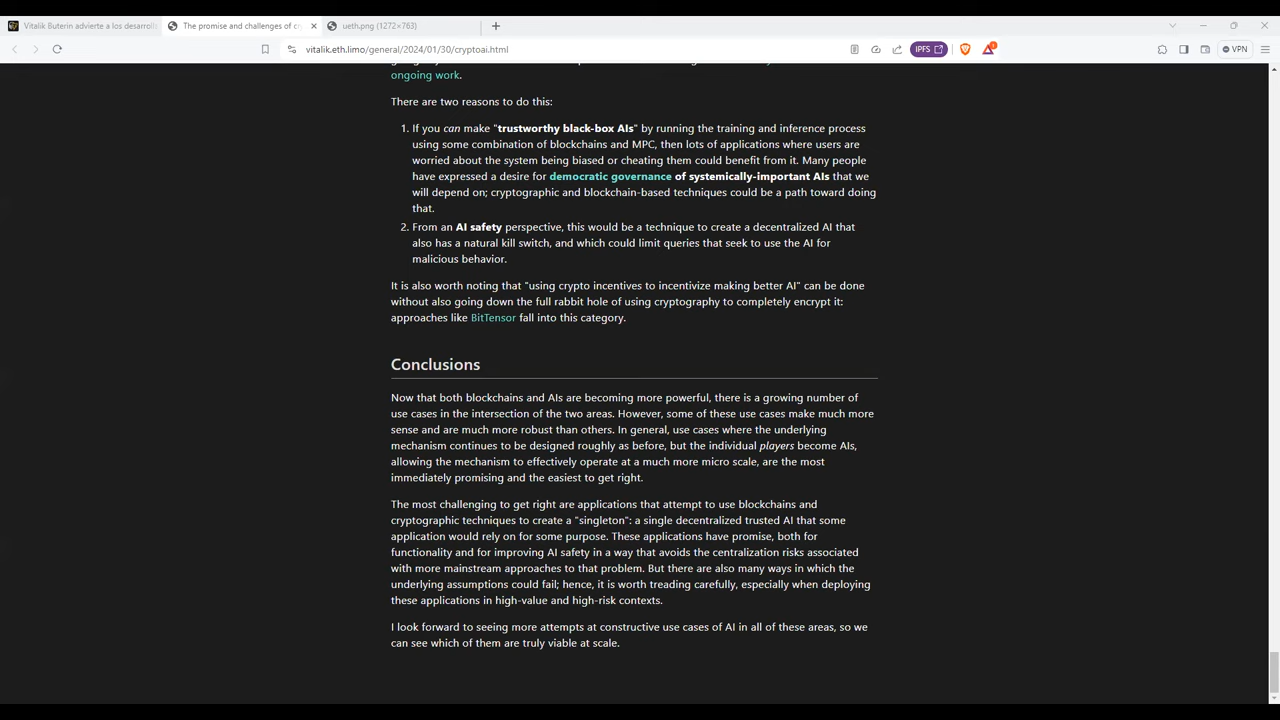 Vitalik Buterin advierte a los desarroll
The promise and challenges of cr
ueth.png (1272×763)
vitalik.eth.limo/general/2024/01/30/cryptoai.html
IPFS
VPN
ongoing work.
There are two reasons to do this:
1. If you can make "trustworthy black-box AIs" by running the training and inference process
using some combination of blockchains and MPC, then lots of applications where users are
worried about the system being biased or cheating them could benefit from it. Many people
have expressed a desire for democratic governance of systemically-important AIs that we
will depend on; cryptographic and blockchain-based techniques could be a path toward doing
that.
2. From an AI safety perspective, this would be a technique to create a decentralized AI that
also has a natural kill switch, and which could limit queries that seek to use the AI for
malicious behavior.
It is also worth noting that "using crypto incentives to incentivize making better AI" can be done
without also going down the full rabbit hole of using cryptography to completely encrypt it:
approaches like BitTensor fall into this category.
Conclusions
Now that both blockchains and AIs are becoming more powerful, there is a growing number of
use cases in the intersection of the two areas. However, some of these use cases make much more
sense and are much more robust than others. In general, use cases where the underlying
mechanism continues to be designed roughly as before, but the individual players become AIs,
allowing the mechanism to effectively operate at a much more micro scale, are the most
immediately promising and the easiest to get right.
The most challenging to get right are applications that attempt to use blockchains and
cryptographic techniques to create a "singleton": a single decentralized trusted AI that some
application would rely on for some purpose. These applications have promise, both for
functionality and for improving AI safety in a way that avoids the centralization risks associated
with more mainstream approaches to that problem. But there are also many ways in which the
underlying assumptions could fail; hence, it is worth treading carefully, especially when deploying
these applications in high-value and high-risk contexts.
I look forward to seeing more attempts at constructive use cases of AI in all of these areas, so we
can see which of them are truly viable at scale.